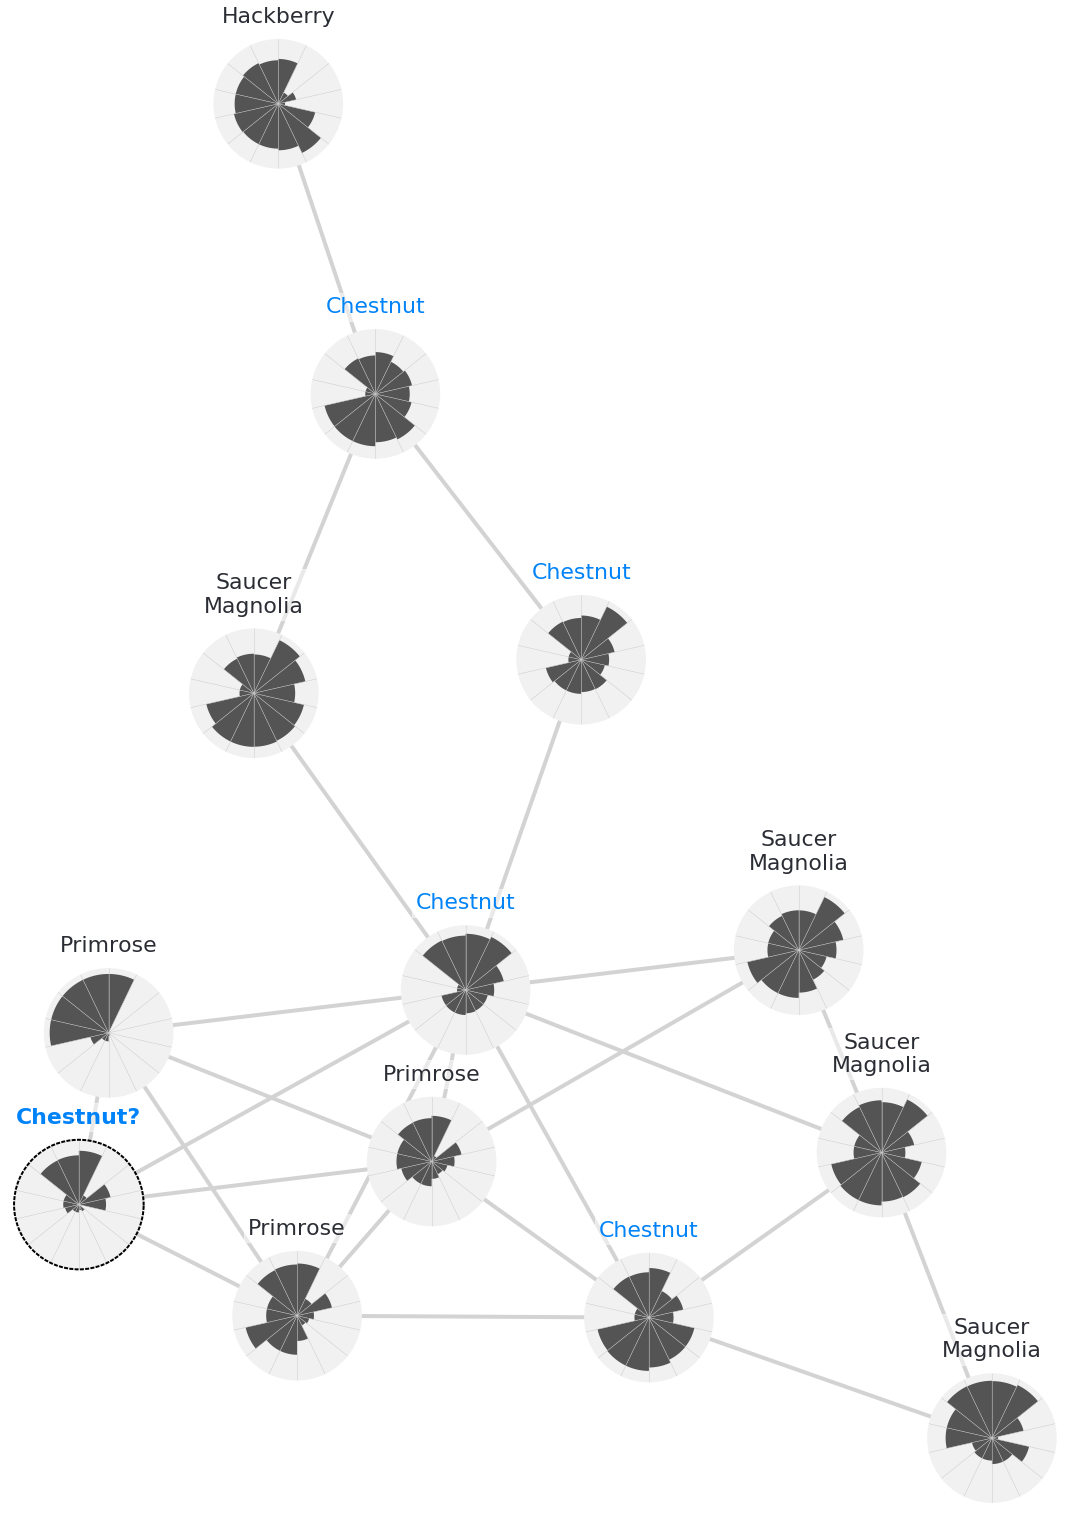 Hackberry
Chestnut
Chestnut
Saucer
Magnolia
Saucer
Magnolia
Chestnut
Primrose
Saucer
Magnolia
Primrose
Chestnut?
Primrose
Chestnut
Saucer
Magnolia